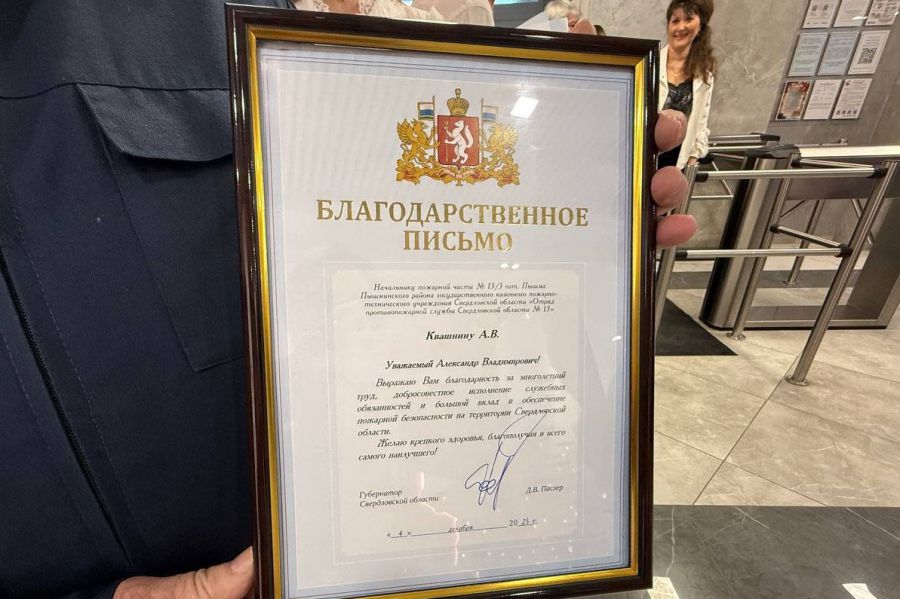 БЛАГОДАРСТВЕННОЕ
ПИСЬМО
Начальнику пожарной части № 13/3 пгт. Пышма
Пышминского района государственного казенного пожарно-
технического учреждения Свердловской области «Отряд
противопожарной службы Свердловской области № 13»
Квашнину А.В.
Уважаемый Александр Владимирович!
Выражаю Вам благодарность за многолетний
труд, добросовестное исполнение служебных
обязанностей и большой вклад в обеспечение
пожарной безопасности на территории Свердловской
области.
Желаю крепкого здоровья, благополучия и всего
самого наилучшего!
Губернатор
Свердловской области
Д.В. Паслер
« 4 » декабря 20 25 г.